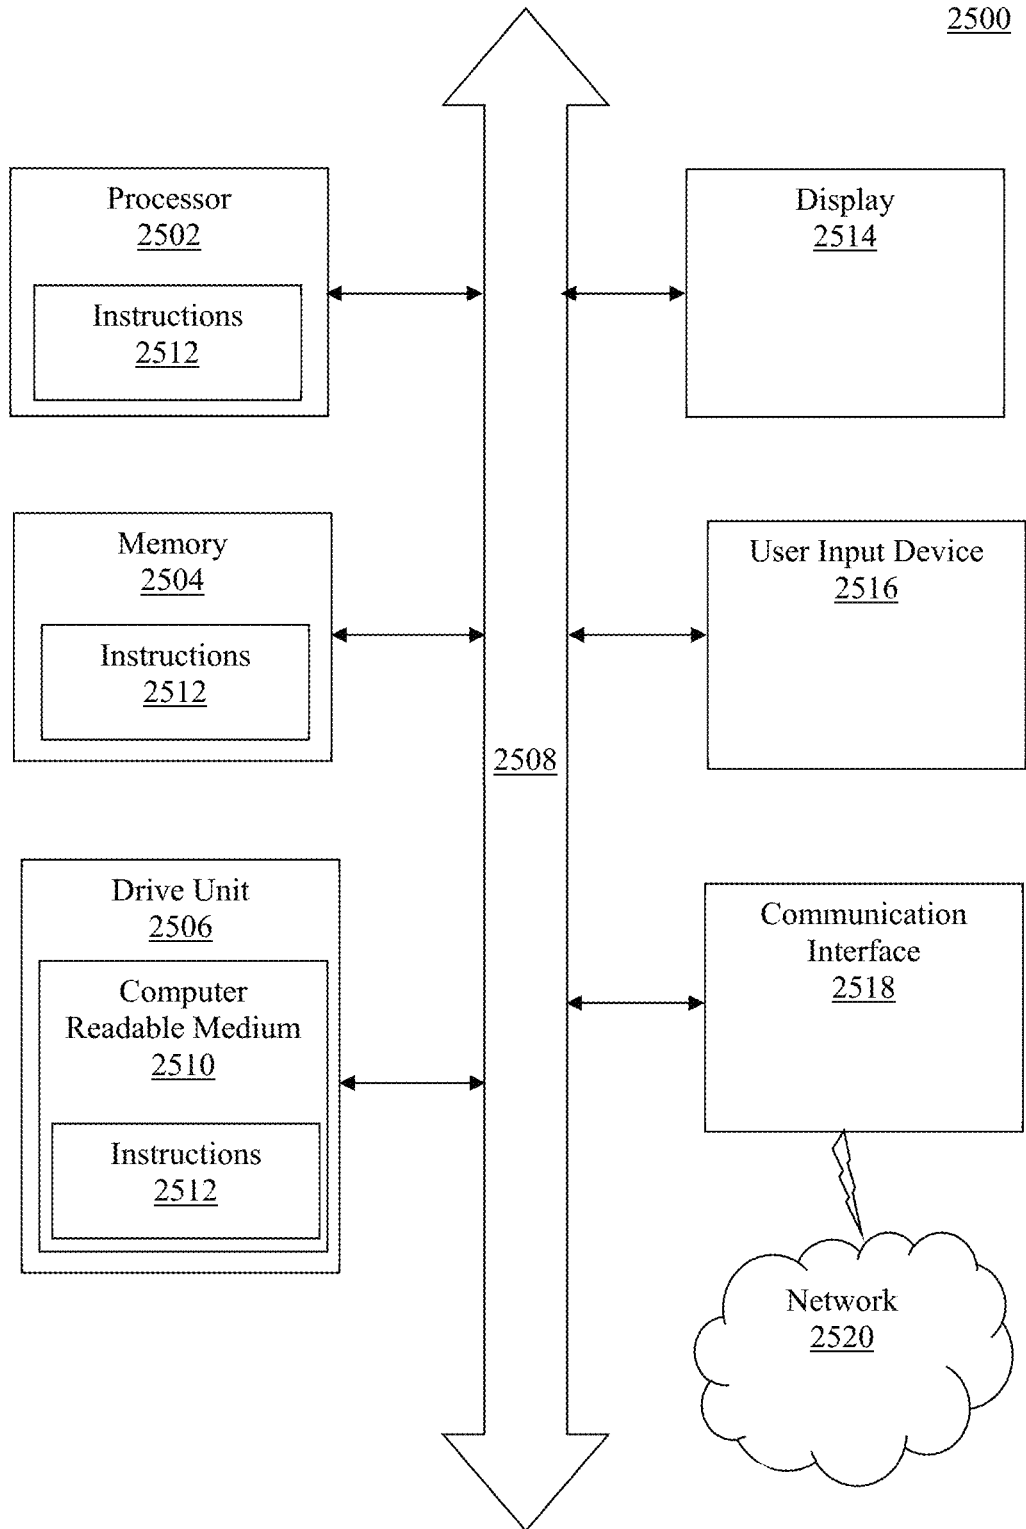 2500
Processor
2502
Instructions
2512
Display
2514
Memory
2504
Instructions
2512
User Input Device
2516
2508
Drive Unit
2506
Computer
Readable Medium
2510
Instructions
2512
Communication
Interface
2518
Network
2520